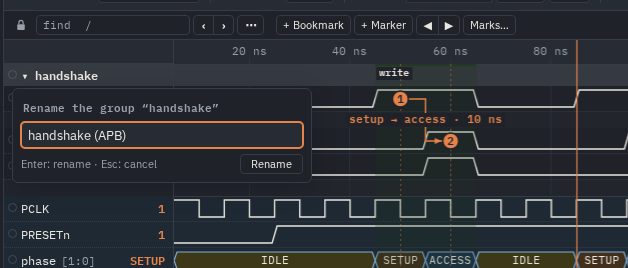 find /
‹
›
⋯
+ Bookmark
+ Marker
◀
▶
Marks...
20 ns
40 ns
60 ns
80 ns
▾ handshake
write
1
setup → access · 10 ns
2
Rename the group “handshake”
handshake (APB)
Enter: rename · Esc: cancel
Rename
PCLK 1
PRESETn 1
phase [1:0] SETUP
IDLE
SETUP
ACCESS
IDLE
SETUP